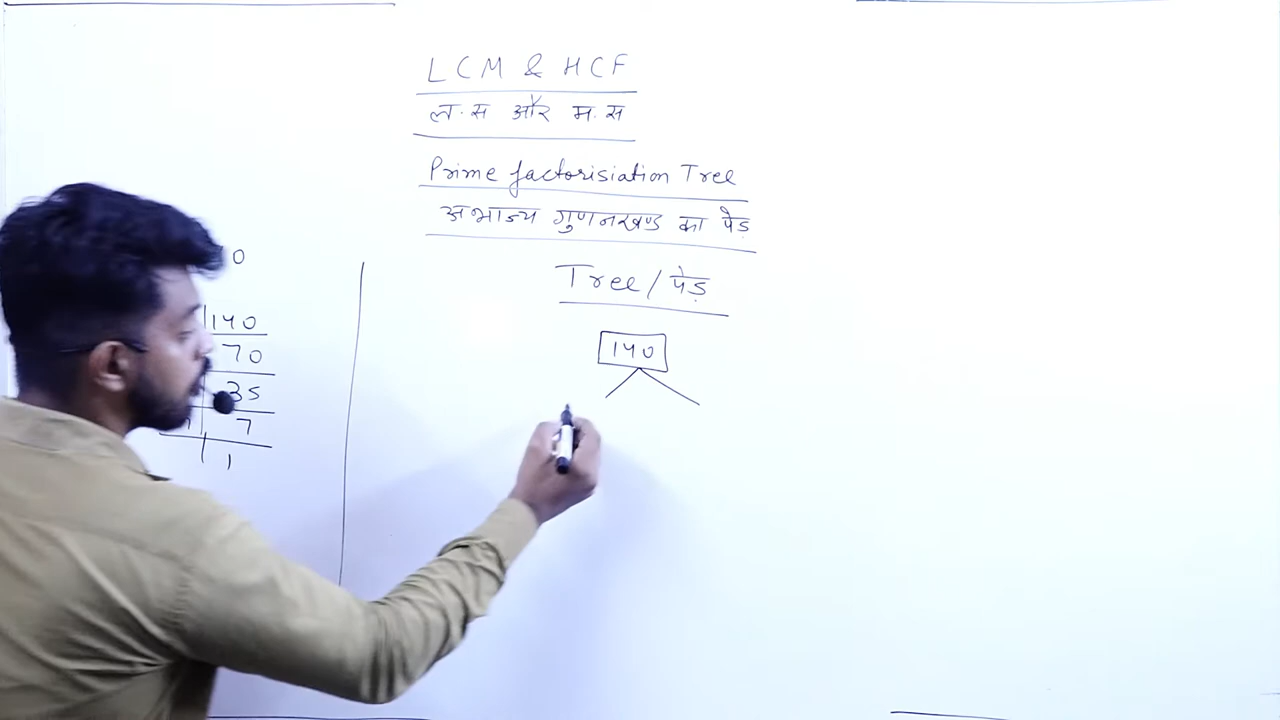 LCM & HCF
ल.स और म.स
Prime factorisiation Tree
अभाज्य गुणनखण्ड का पेड़
Tree / पेड़
140
0
140
70
35
7
1